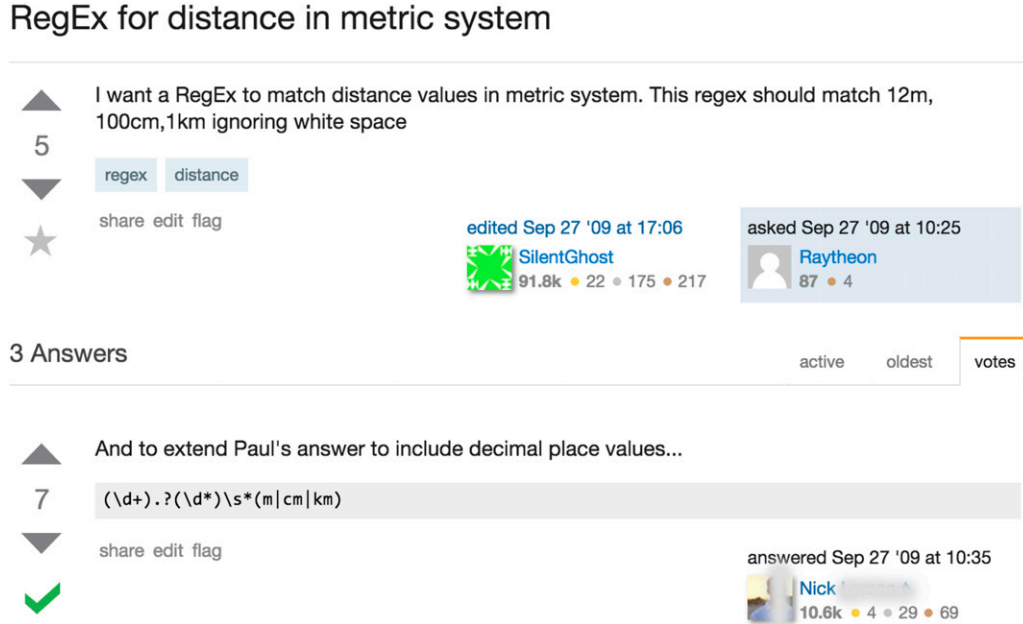 RegEx for distance in metric system
I want a RegEx to match distance values in metric system. This regex should match 12m,
100cm,1km ignoring white space
5
regex distance
share edit flag
edited Sep 27 '09 at 17:06
SilentGhost
91.8k 22 175 217
asked Sep 27 '09 at 10:25
Raytheon
87 4
3 Answers
active oldest votes
And to extend Paul's answer to include decimal place values...
7
(\d+).?(\d*)\s*(m|cm|km)
share edit flag
answered Sep 27 '09 at 10:35
Nick
10.6k 4 29 69